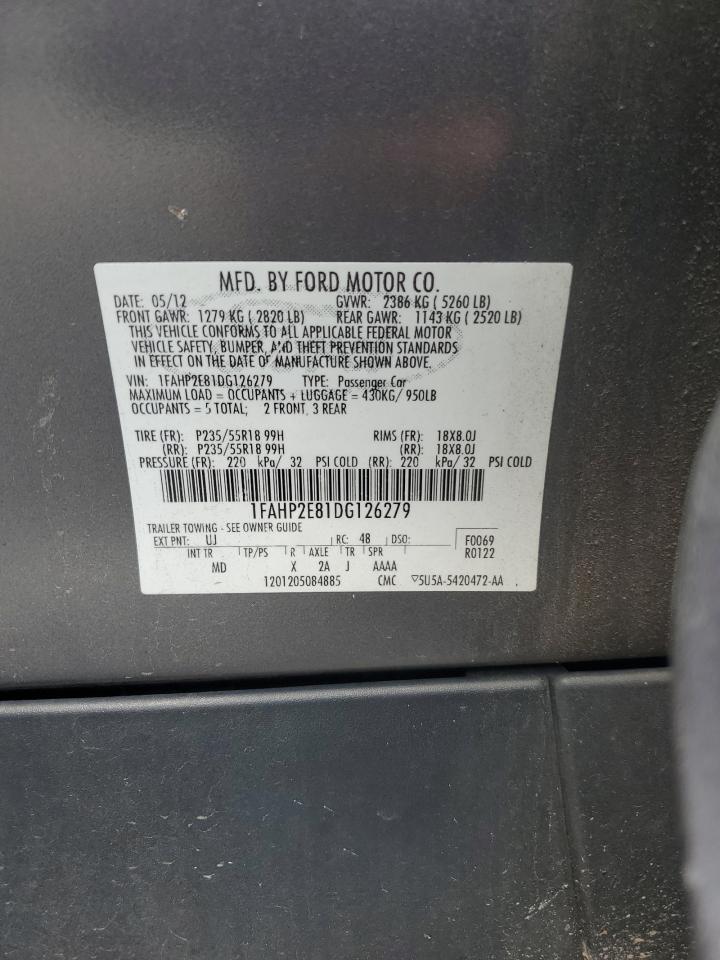 MFD. BY FORD MOTOR CO.
DATE: 05/12 GVWR: 2386 KG ( 5260 LB)
FRONT GAWR: 1279 KG ( 2820 LB) REAR GAWR: 1143 KG ( 2520 LB)
THIS VEHICLE CONFORMS TO ALL APPLICABLE FEDERAL MOTOR
VEHICLE SAFETY, BUMPER, AND THEFT PREVENTION STANDARDS
IN EFFECT ON THE DATE OF MANUFACTURE SHOWN ABOVE.
VIN: 1FAHP2E81DG126279 TYPE: Passenger Car
MAXIMUM LOAD = OCCUPANTS + LUGGAGE = 430KG/ 950LB
OCCUPANTS = 5 TOTAL; 2 FRONT, 3 REAR
TIRE (FR): P235/55R18 99H RIMS (FR): 18X8.0J
(RR): P235/55R18 99H (RR): 18X8.0J
PRESSURE (FR): 220 kPa/ 32 PSI COLD (RR): 220 kPa/ 32 PSI COLD
1FAHP2E81DG126279
TRAILER TOWING - SEE OWNER GUIDE
EXT PNT: UJ RC: 48 DSO: F0069
INT TR TP/PS R AXLE TR SPR R0122
MD X 2A J AAAA
1201205084885 CMC ▽5U5A-5420472-AA